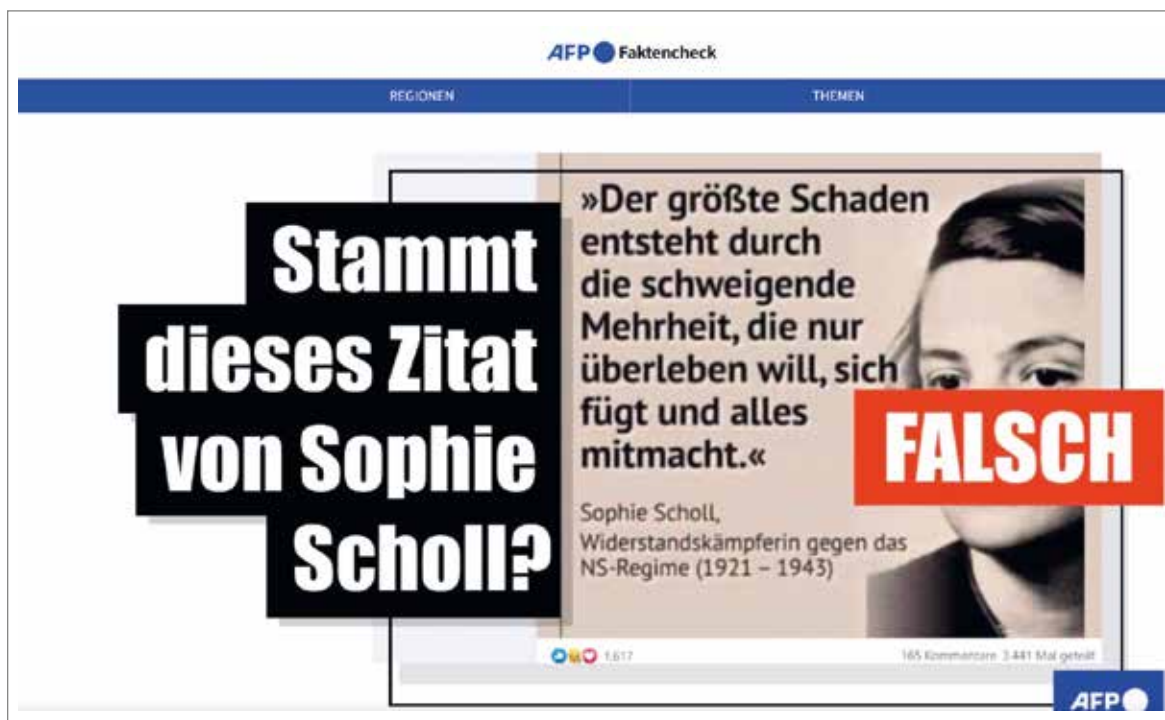 AFP Faktencheck
REGIONEN
THEMEN
Stammt
dieses Zitat
von Sophie
Scholl?
»Der größte Schaden
entsteht durch
die schweigende
Mehrheit, die nur
überleben will, sich
fügt und alles
mitmacht.«
Sophie Scholl,
Widerstandskämpferin gegen das
NS-Regime (1921 – 1943)
FALSCH
1.617
165 Kommentare 3.441 Mal geteilt
AFP